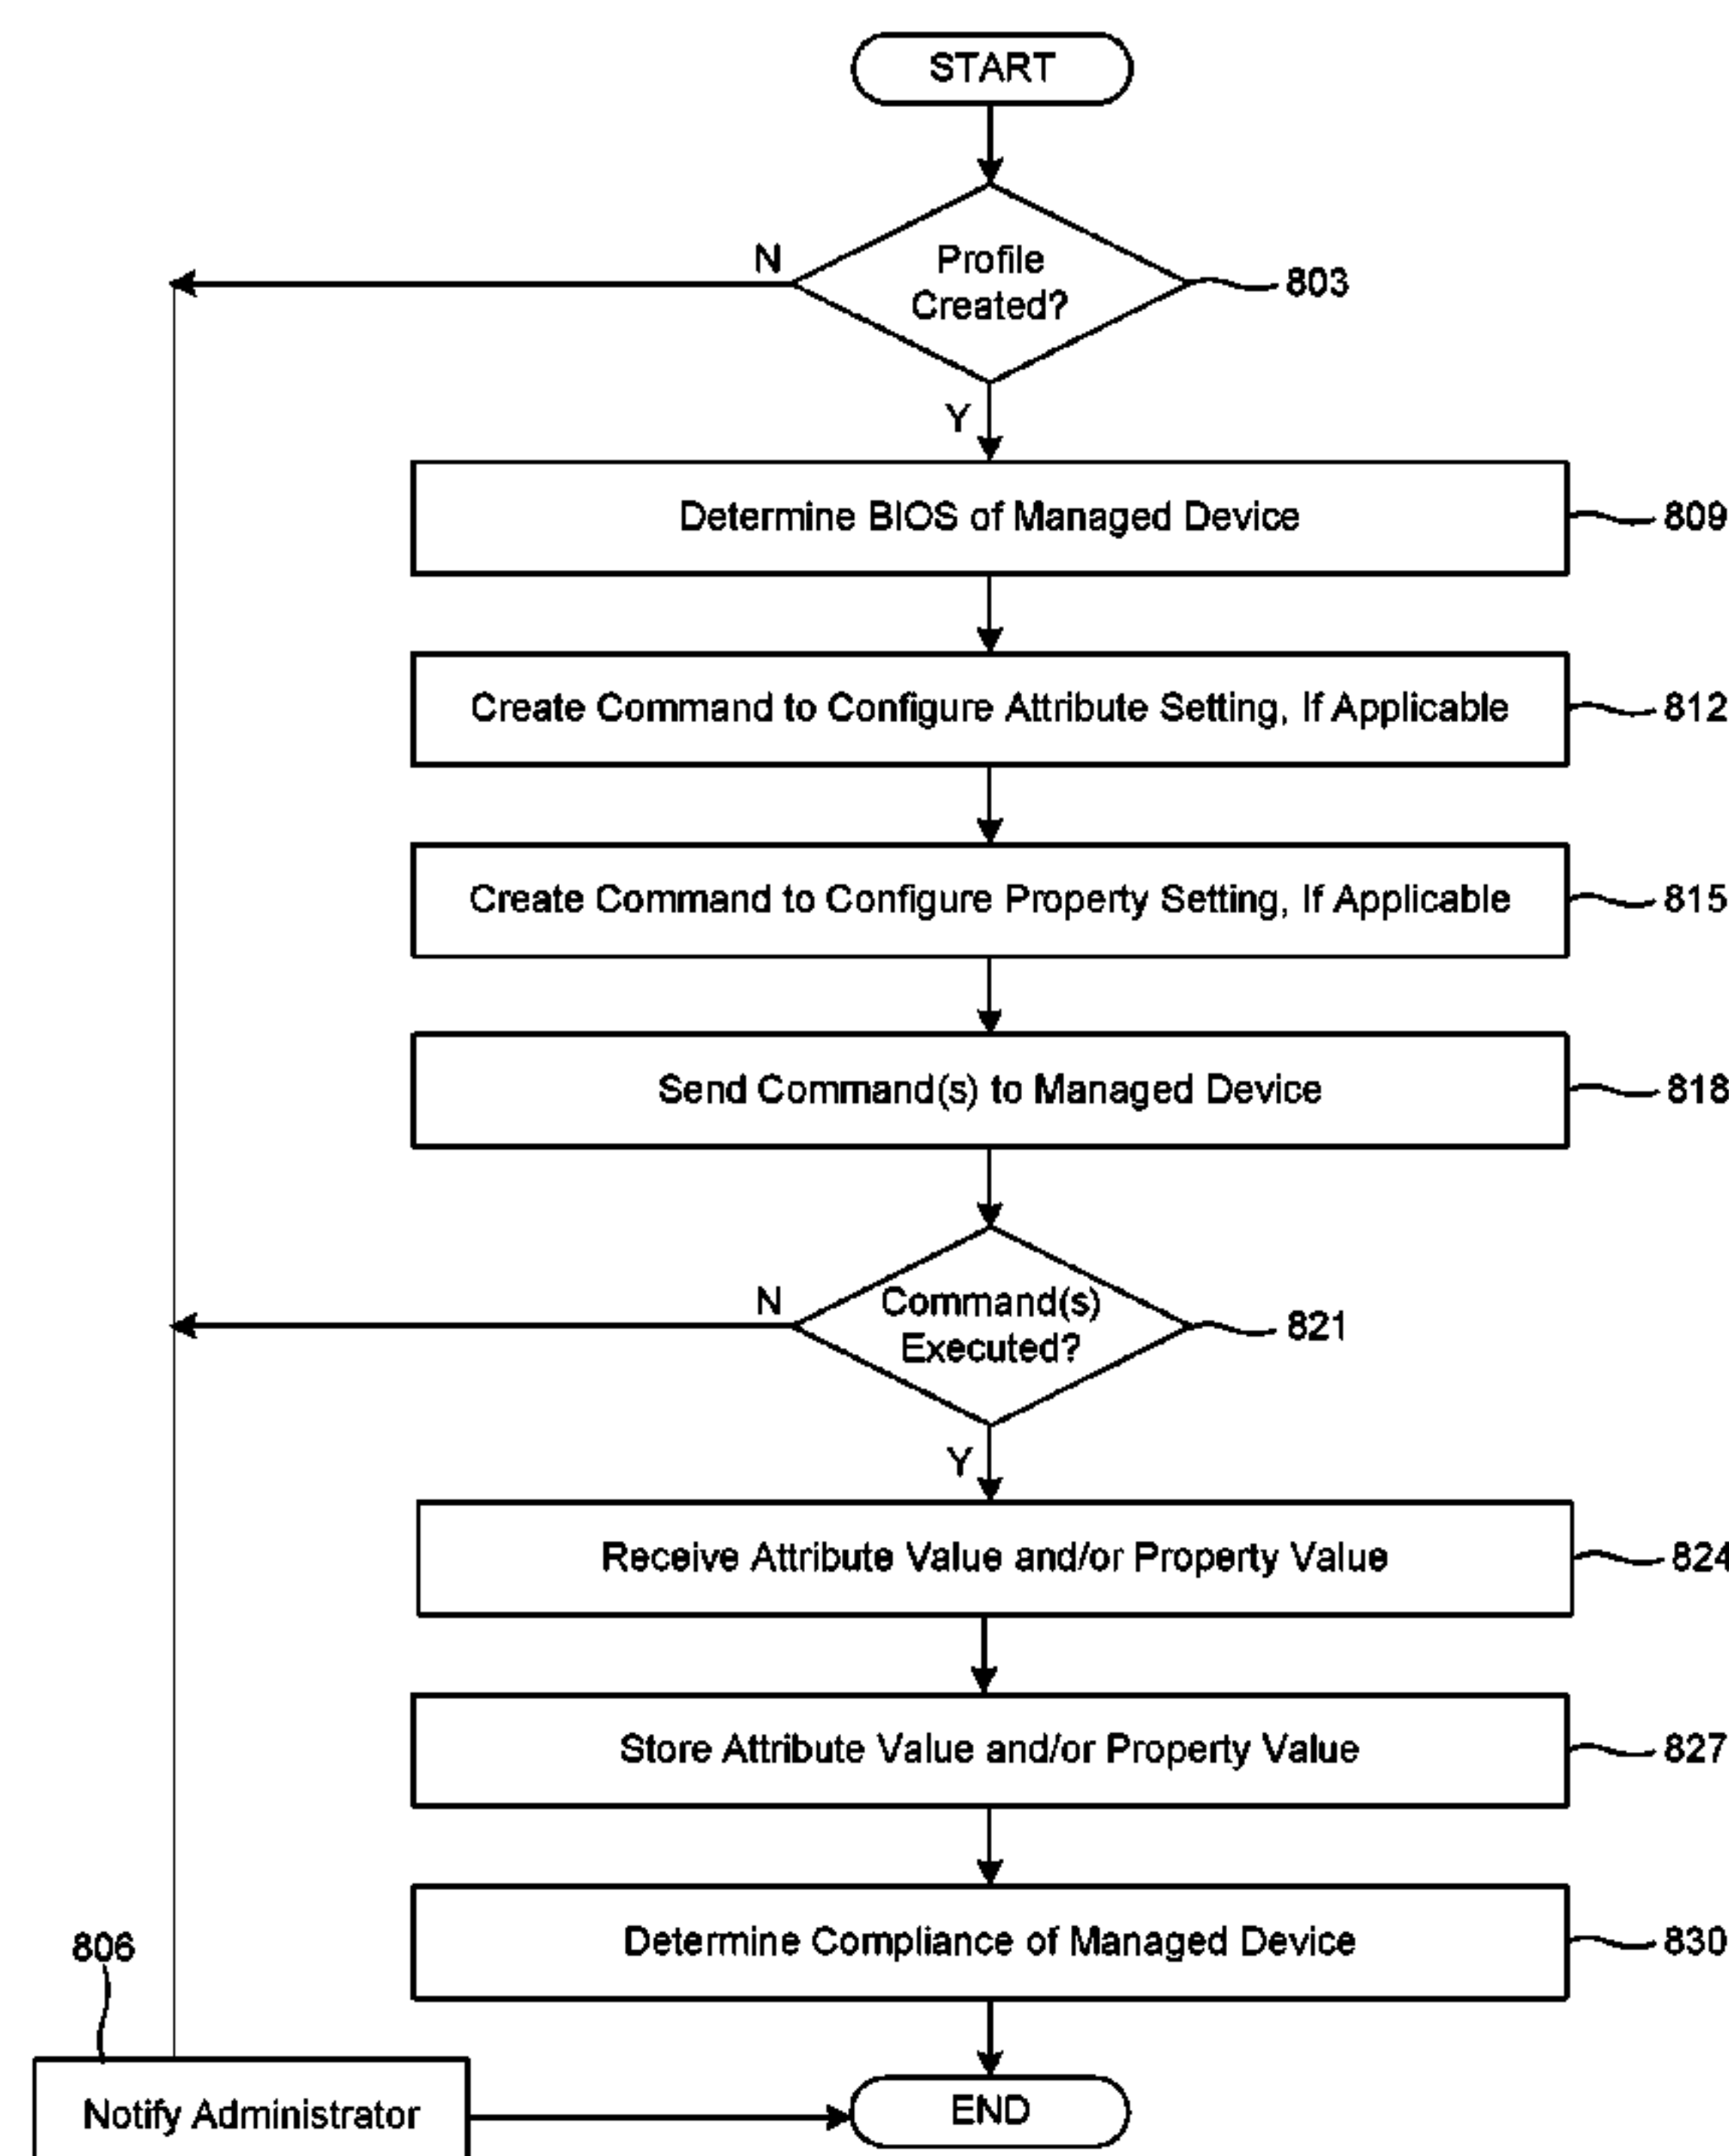 START
N
Profile
Created?
803
Y
Determine BIOS of Managed Device
809
Create Command to Configure Attribute Setting, If Applicable
812
Create Command to Configure Property Setting, If Applicable
815
Send Command(s) to Managed Device
818
N
Command(s)
Executed?
821
Y
Receive Attribute Value and/or Property Value
824
Store Attribute Value and/or Property Value
827
Determine Compliance of Managed Device
830
806
Notify Administrator
END